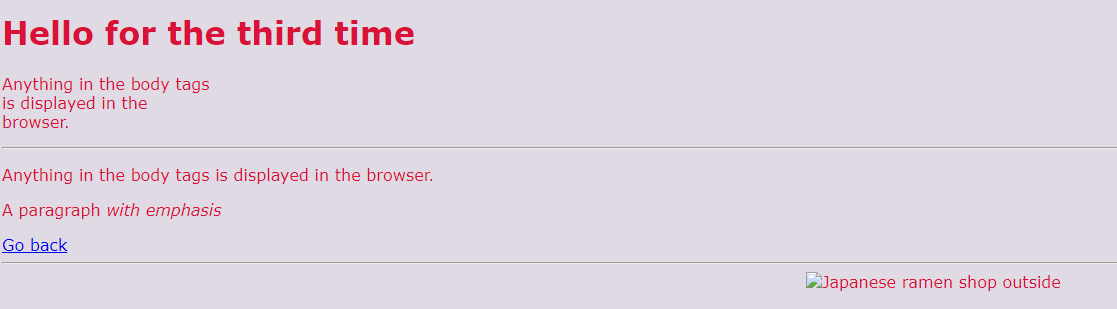 Hello for the third time
Anything in the body tags
is displayed in the
browser.
Anything in the body tags is displayed in the browser.
A paragraph with emphasis
Go back
Japanese ramen shop outside